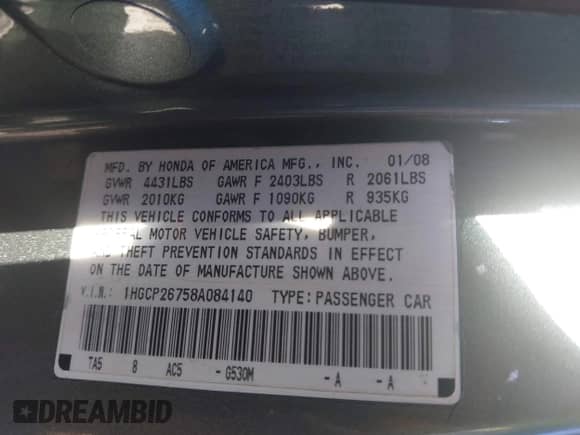 MFD. BY HONDA OF AMERICA MFG., INC. 01/08
GVWR 4431LBS GAWR F 2403LBS R 2061LBS
GVWR 2010KG GAWR F 1090KG R 935KG
THIS VEHICLE CONFORMS TO ALL APPLICABLE
FEDERAL MOTOR VEHICLE SAFETY, BUMPER,
AND THEFT PREVENTION STANDARDS IN EFFECT
ON THE DATE OF MANUFACTURE SHOWN ABOVE.
V.I.N.: 1HGCP26758A084140 TYPE:PASSENGER CAR
TA5 8 AC5 - G530M - A - A
DREAMBID